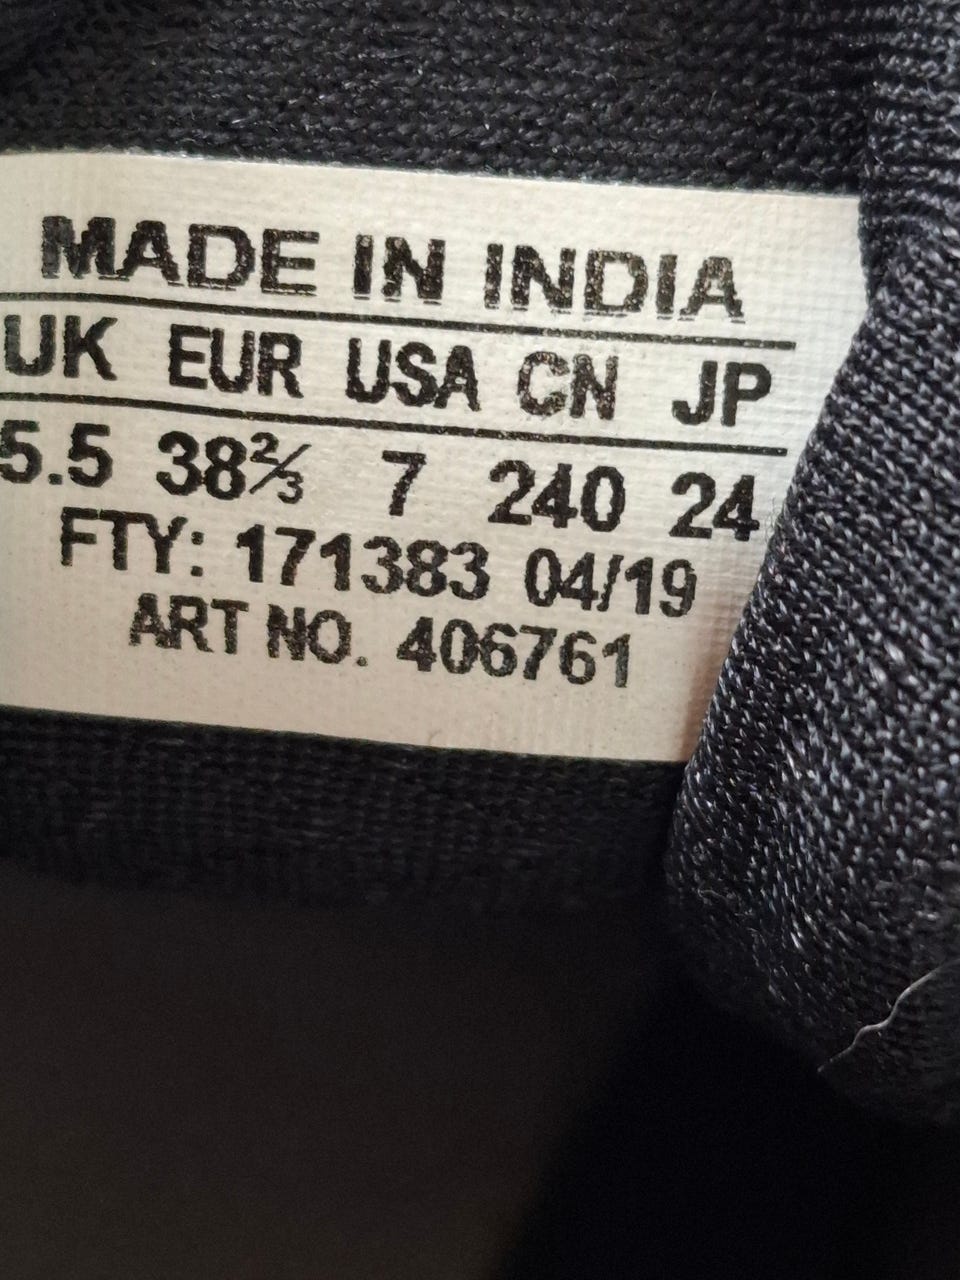 MADE IN INDIA
UK EUR USA CN JP
5.5 38⅔ 7 240 24
FTY: 171383 04/19
ART NO. 406761